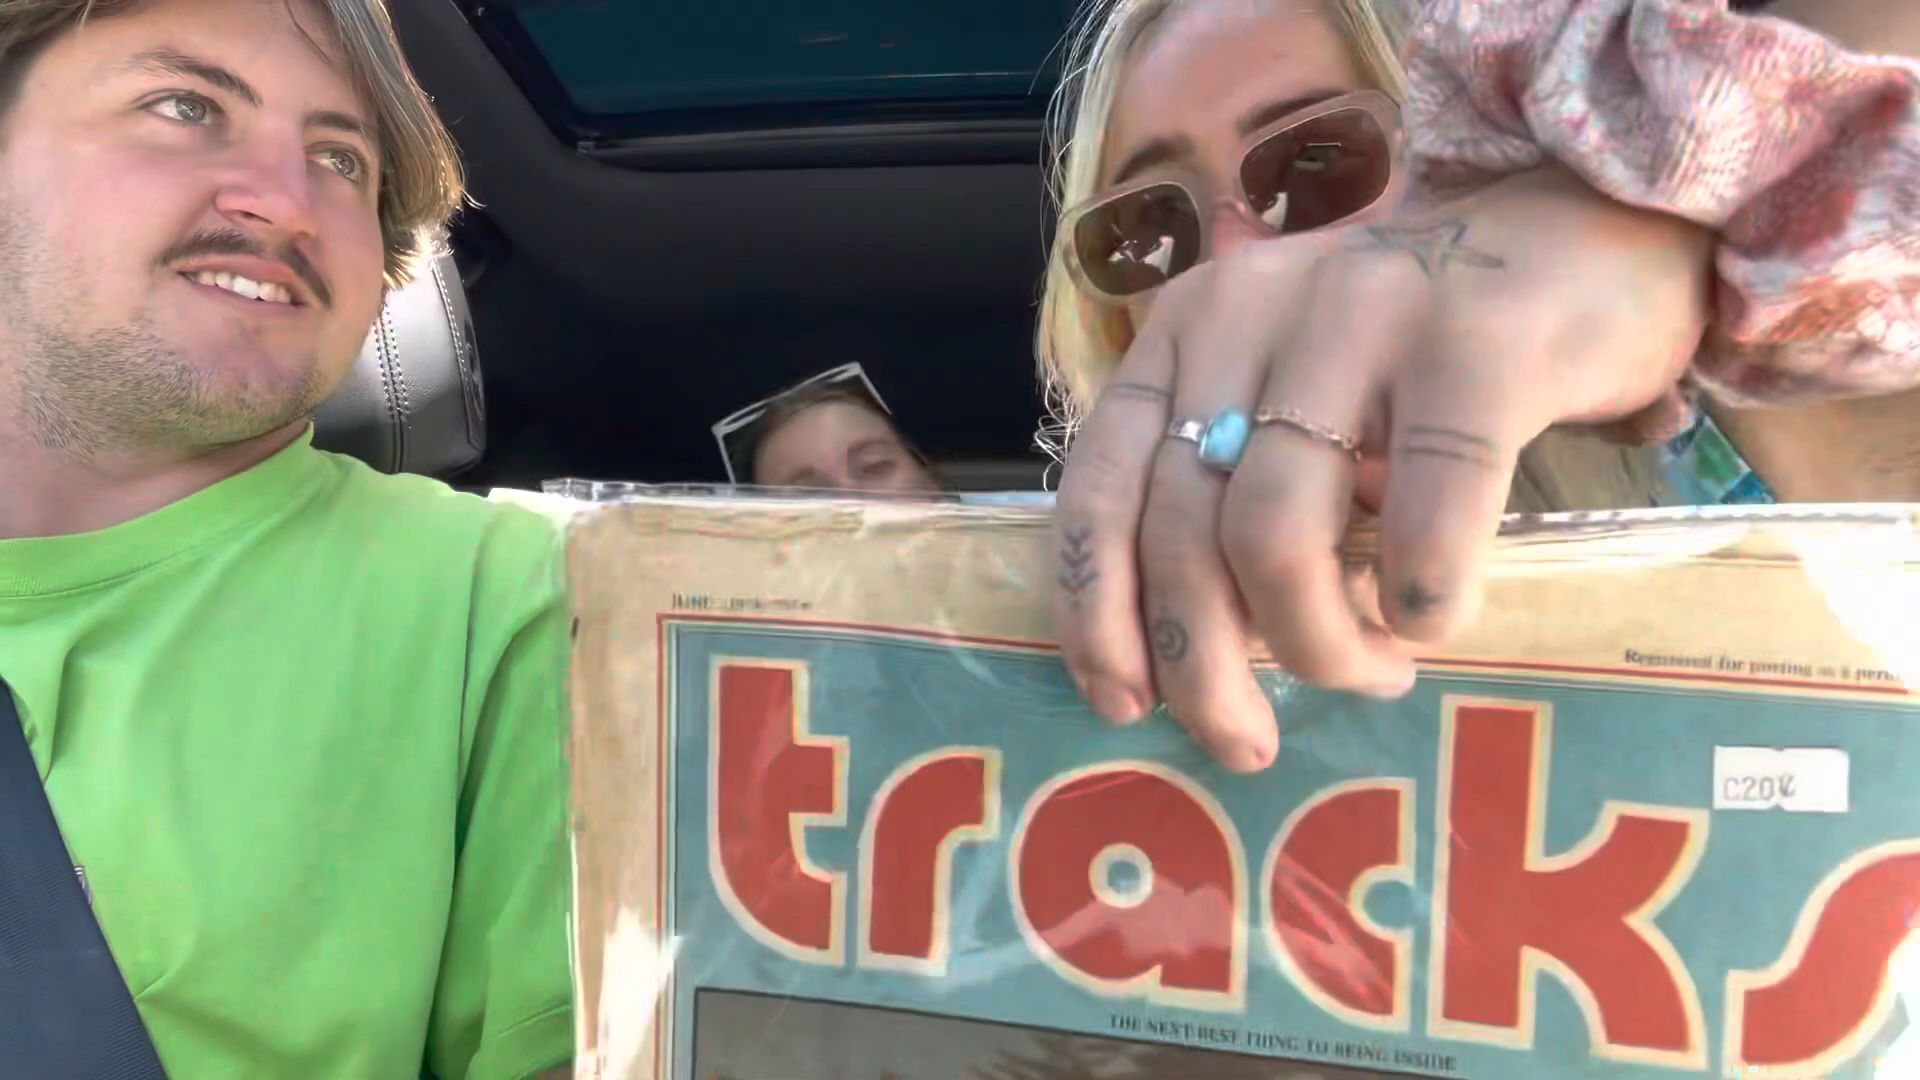 Registered for posting as a
tracks
C20¢
THE NEXT BEST THING TO BEING INSIDE